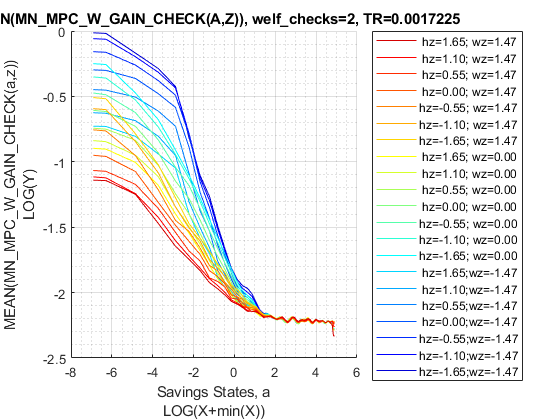 N(MN_MPC_W_GAIN_CHECK(A,Z)), welf_checks=2, TR=0.0017225
MEAN(MN_MPC_W_GAIN_CHECK(a,z))
LOG(Y)
0
-0.5
-1
-1.5
-2
-2.5
-8
-6
-4
-2
0
2
4
6
Savings States, a
LOG(X+min(X))
hz=1.65; wz=1.47
hz=1.10; wz=1.47
hz=0.55; wz=1.47
hz=0.00; wz=1.47
hz=-0.55; wz=1.47
hz=-1.10; wz=1.47
hz=-1.65; wz=1.47
hz=1.65; wz=0.00
hz=1.10; wz=0.00
hz=0.55; wz=0.00
hz=0.00; wz=0.00
hz=-0.55; wz=0.00
hz=-1.10; wz=0.00
hz=-1.65; wz=0.00
hz=1.65;wz=-1.47
hz=1.10;wz=-1.47
hz=0.55;wz=-1.47
hz=0.00;wz=-1.47
hz=-0.55;wz=-1.47
hz=-1.10;wz=-1.47
hz=-1.65;wz=-1.47